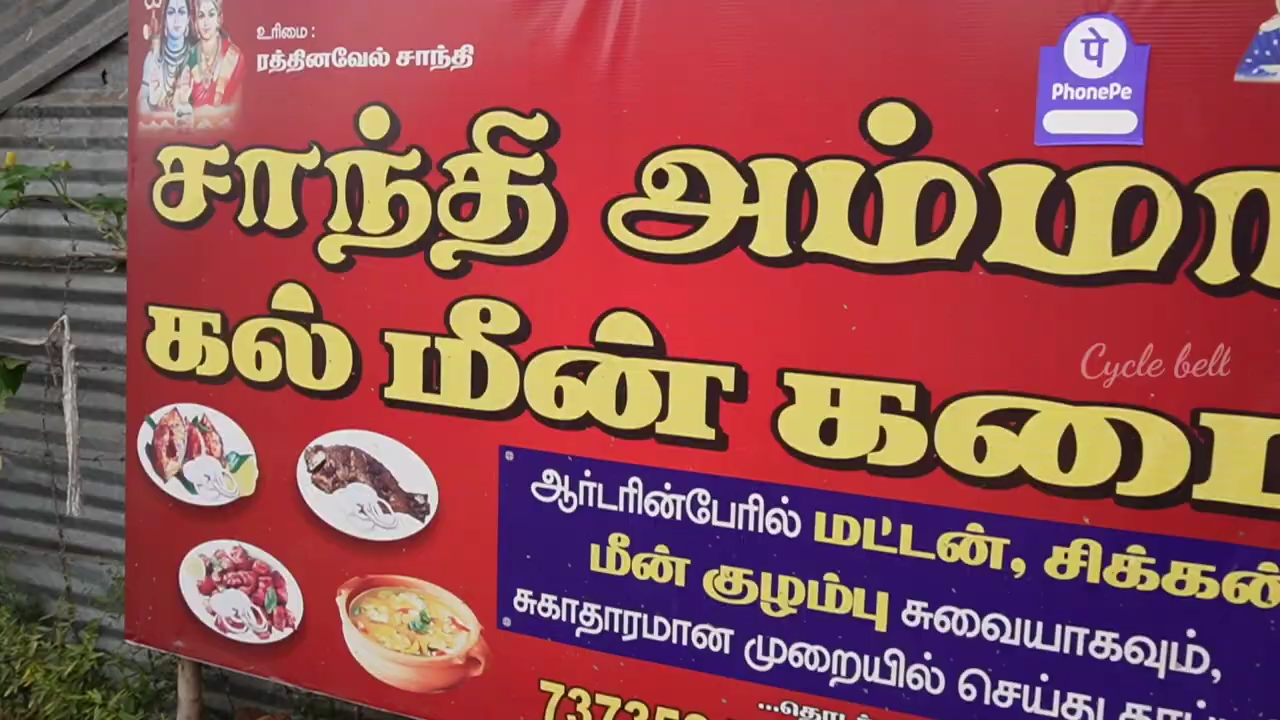 உரிமை :
ரத்தினவேல் சாந்தி
पे
PhonePe
சாந்தி அம்மா
கல் மீன் கடை
Cycle bell
ஆர்டரின்பேரில் மட்டன், சிக்கன்
மீன் குழம்பு சுவையாகவும்,
சுகாதாரமான முறையில் செய்து